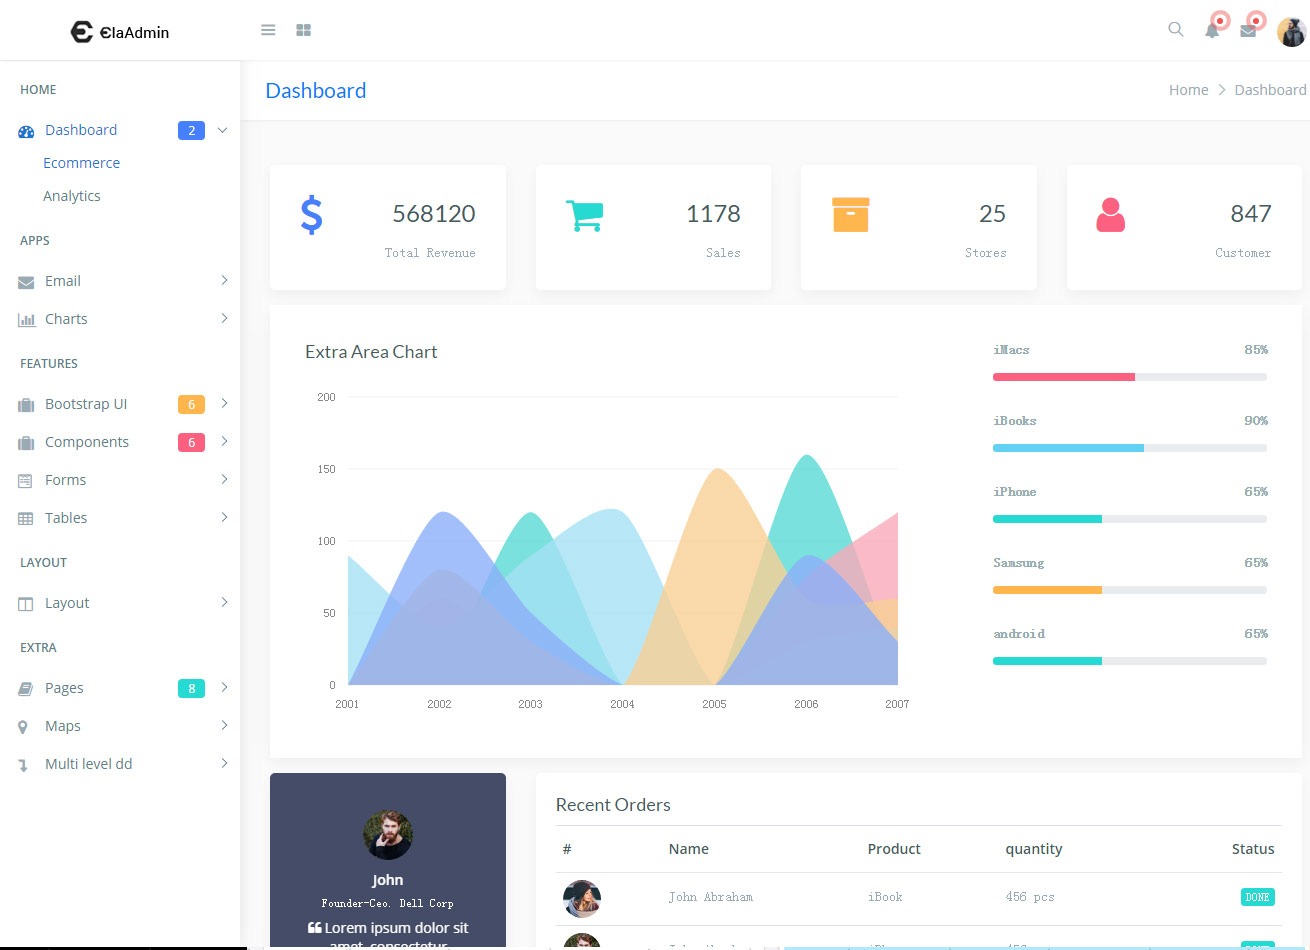 ElaAdmin
HOME
Dashboard 2
Ecommerce
Analytics
APPS
Email
Charts
FEATURES
Bootstrap UI 6
Components 6
Forms
Tables
LAYOUT
Layout
EXTRA
Pages 8
Maps
Multi level dd
Dashboard
Home > Dashboard
568120
Total Revenue
1178
Sales
25
Stores
847
Customer
Extra Area Chart
200
150
100
50
0
2001 2002 2003 2004 2005 2006 2007
iMacs 85%
iBooks 90%
iPhone 65%
Samsung 65%
android 65%
John
Founder-Ceo. Dell Corp
❝ Lorem ipsum dolor sit
amet, consectetur
Recent Orders
# Name Product quantity Status
John Abraham iBook 456 pcs DONE